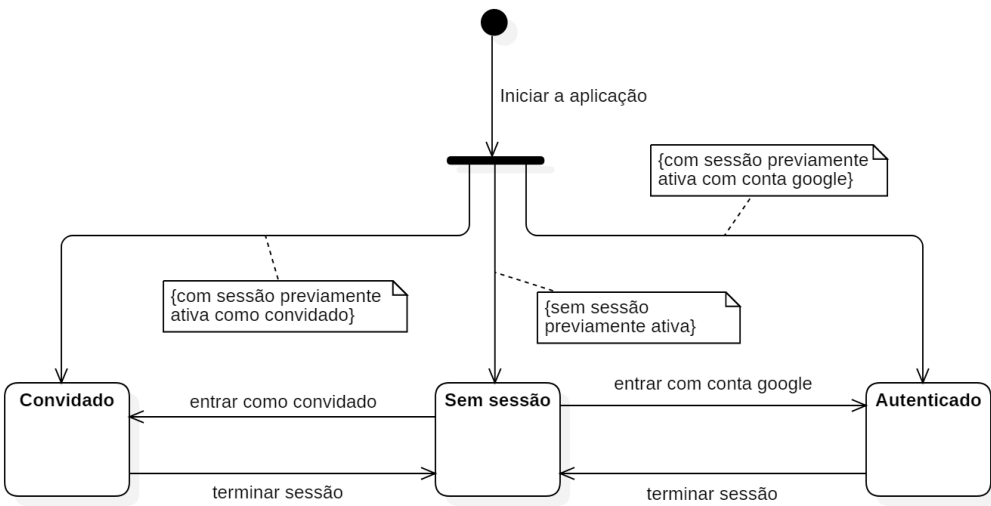 Iniciar a aplicação
{com sessão previamente
ativa com conta google}
{com sessão previamente
ativa como convidado}
{sem sessão
previamente ativa}
Convidado
entrar como convidado
Sem sessão
entrar com conta google
Autenticado
terminar sessão
terminar sessão